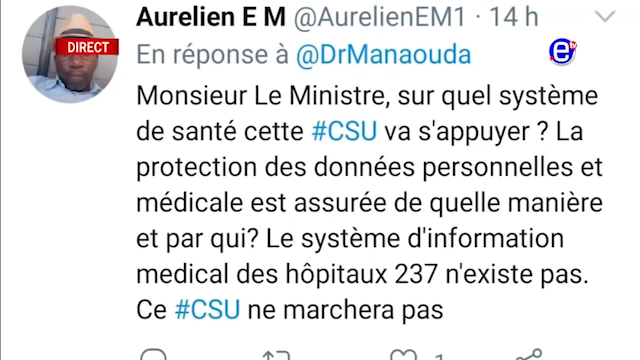 Aurelien E M @AurelienEM1 · 14 h
DIRECT
En réponse à @DrManaouda
Monsieur Le Ministre, sur quel système
de santé cette #CSU va s'appuyer ? La
protection des données personnelles et
médicale est assurée de quelle manière
et par qui? Le système d'information
medical des hôpitaux 237 n'existe pas.
Ce #CSU ne marchera pas
1